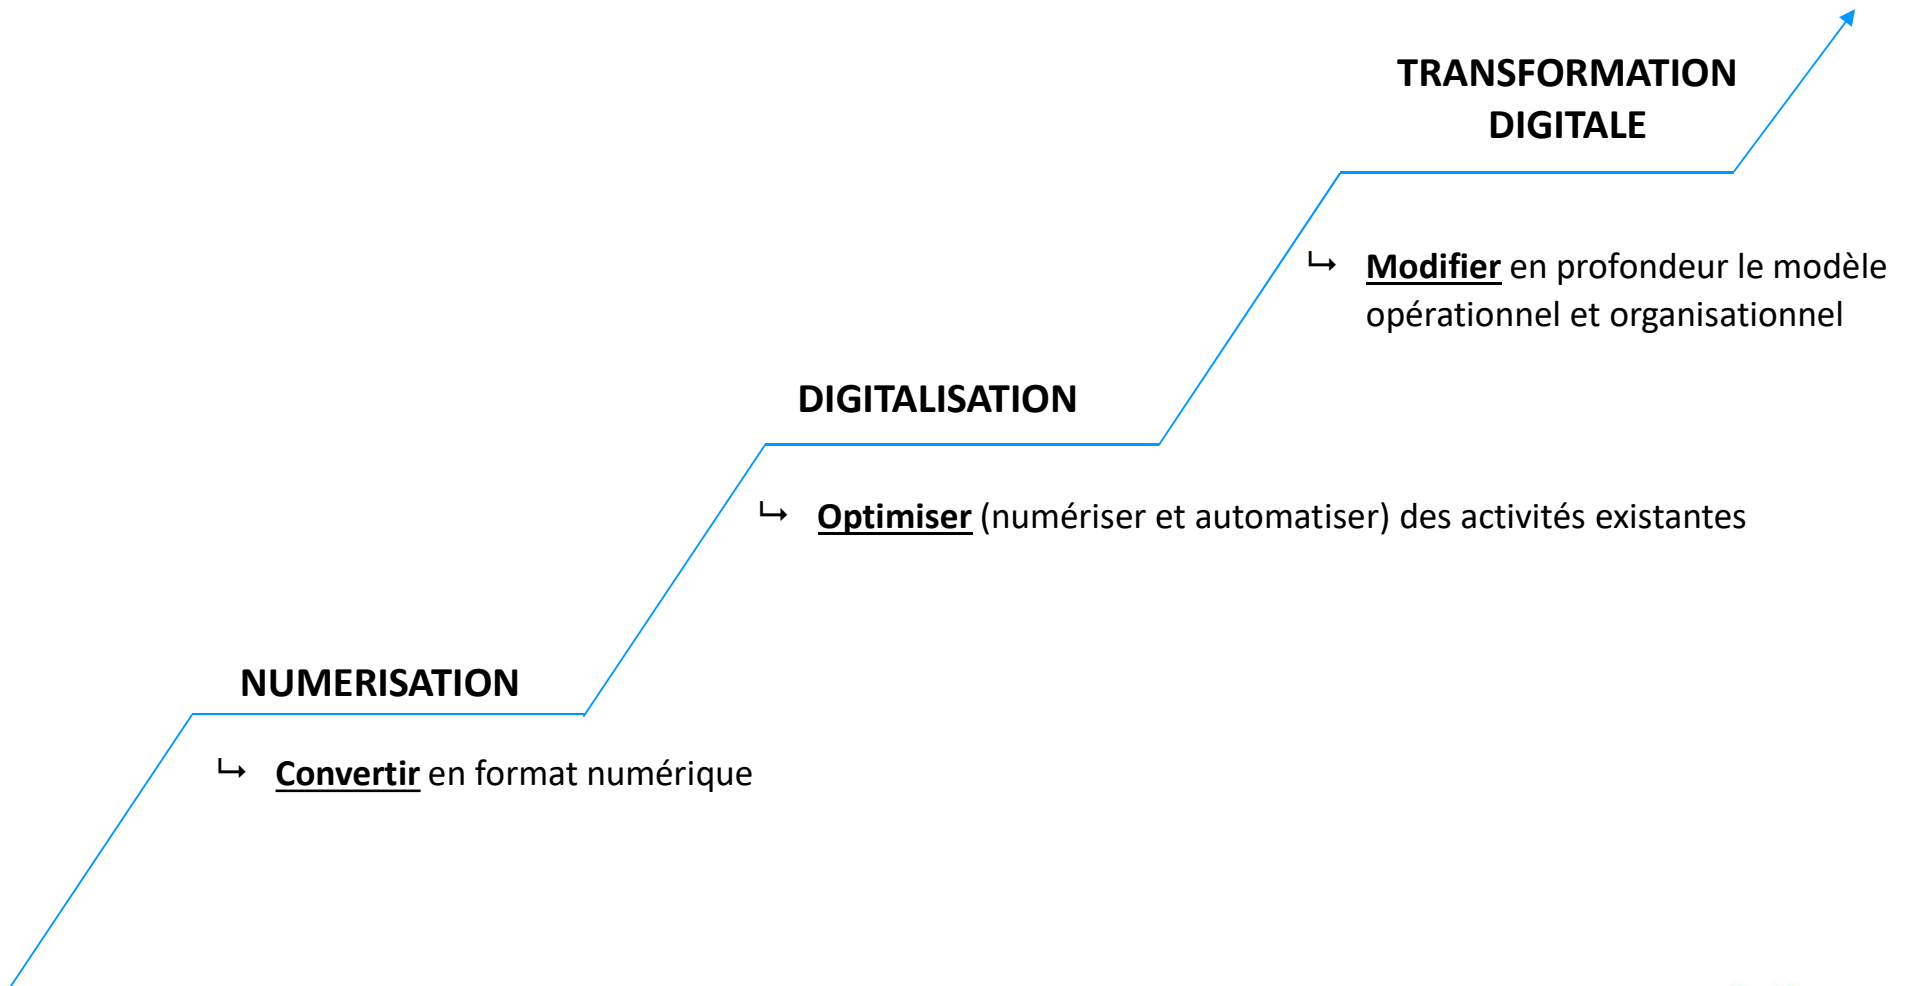 TRANSFORMATION
DIGITALE
↳ Modifier en profondeur le modèle
opérationnel et organisationnel
DIGITALISATION
↳ Optimiser (numériser et automatiser) des activités existantes
NUMERISATION
↳ Convertir en format numérique